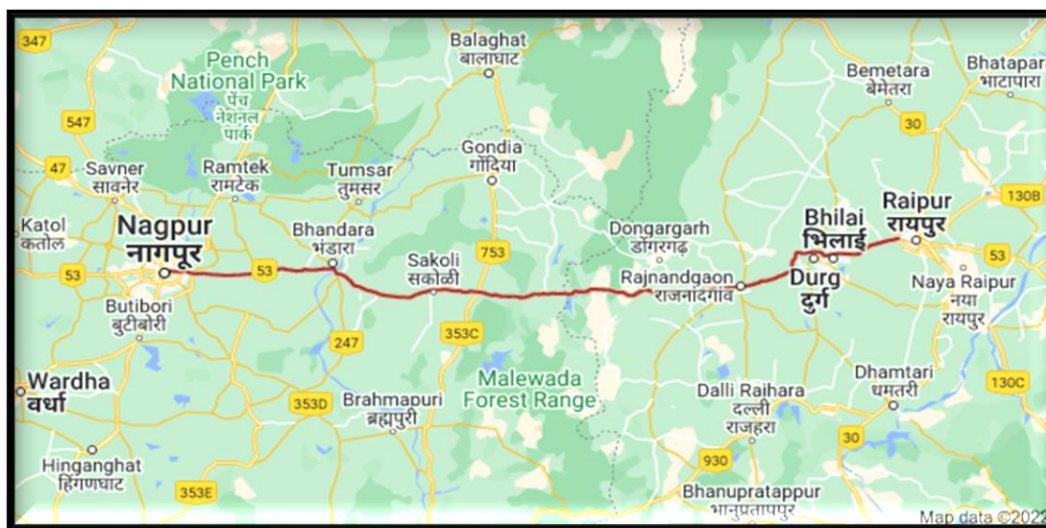 347
Pench
National Park
पेंच
नेशनल
पार्क
Balaghat
बालाघाट
Bemetara
बेमेतरा
Bhatapara
भाटापारा
547
30
47
Savner
सावनेर
Ramtek
रामटेक
Tumsar
तुमसर
Gondia
गोंदिया
130B
Katol
कतोल
Nagpur
नागपूर
Bhandara
भंडारा
Sakoli
सकोळी
753
Dongargarh
डोंगरगढ़
Bhilai
भिलाई
Raipur
रायपुर
53
53
53
Rajnandgaon
राजनांदगांव
Durg
दुर्ग
Naya Raipur
नया
रायपुर
Butibori
बुटीबोरी
247
353C
Wardha
वर्धा
353D
Brahmapuri
ब्रह्मपुरी
Malewada
Forest Range
Dalli Rajhara
दल्ली
राजहरा
Dhamtari
धमतरी
130C
Hinganghat
हिंगणघाट
353E
930
30
Bhanupratappur
भानुप्रतापपुर
Map data ©2022